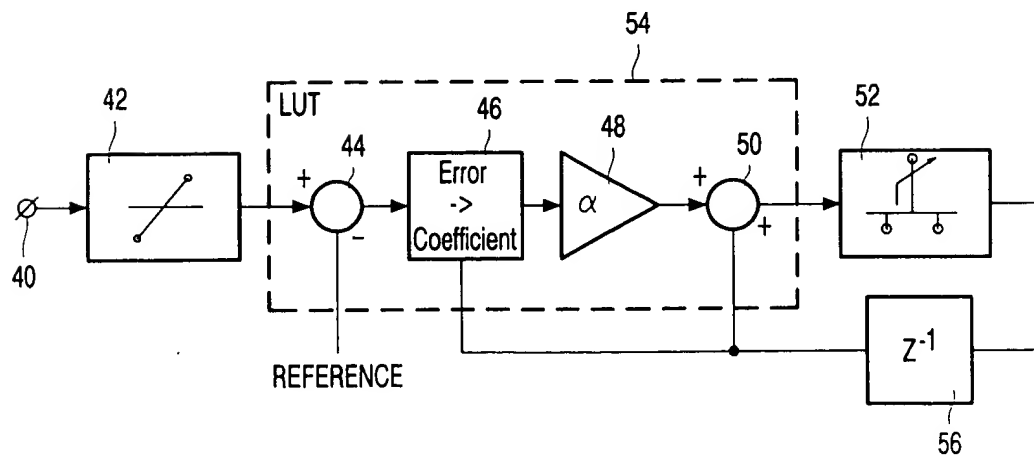 54
42
LUT
44
46
48
50
52
+
-
Error
->
Coefficient
α
+
+
40
REFERENCE
Z⁻¹
56